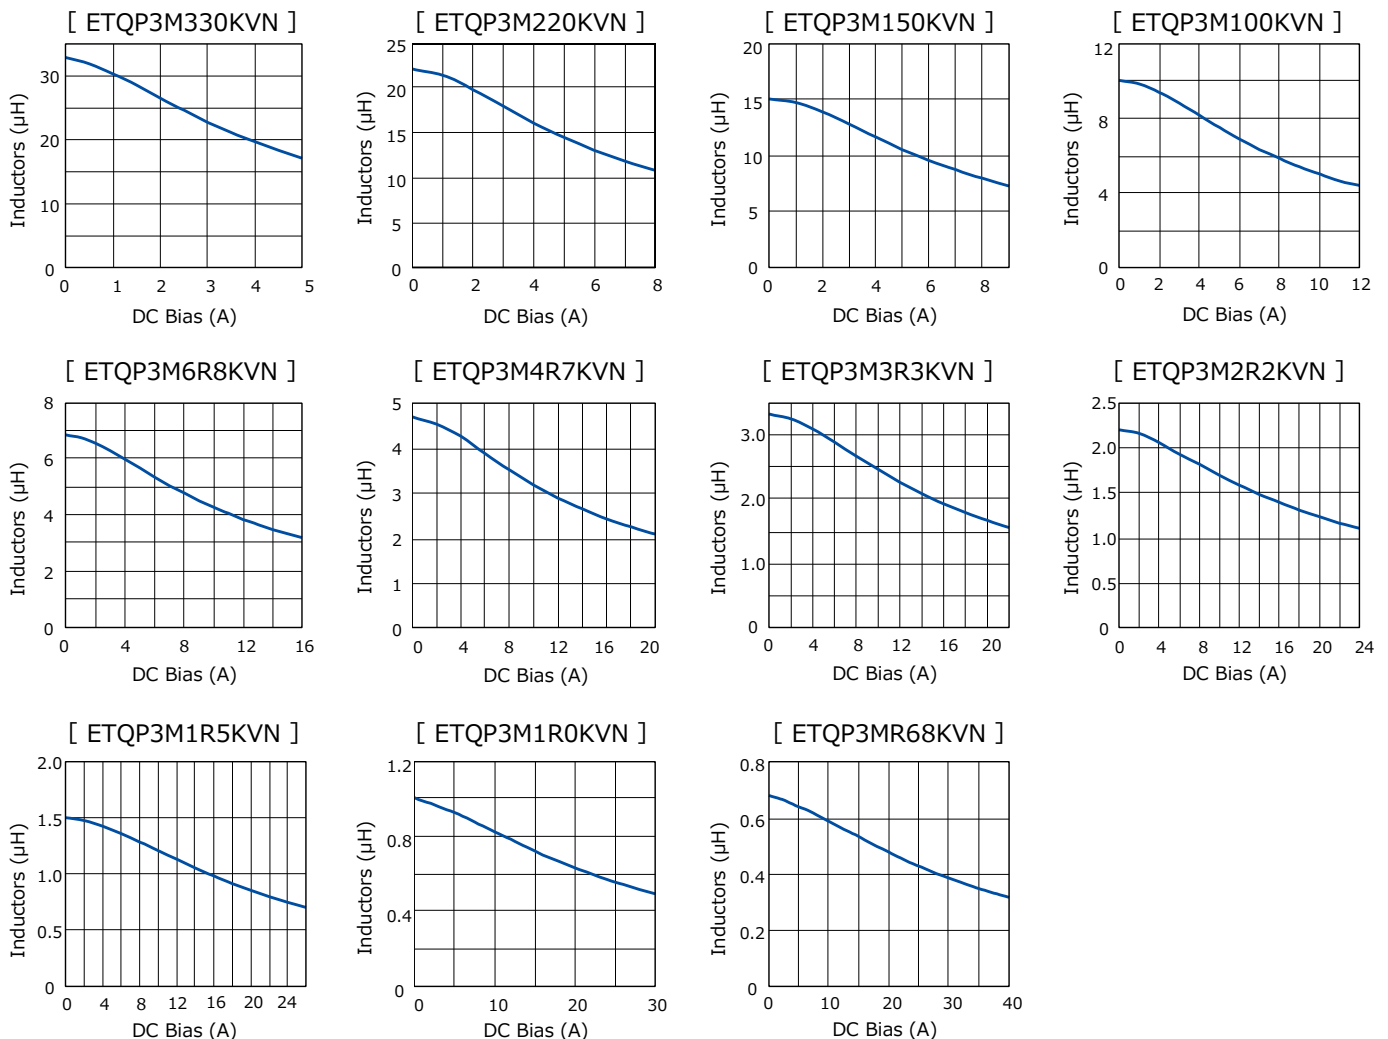 [ ETQP3M330KVN ]
30
20
10
0
0 1 2 3 4 5
Inductors (µH)
DC Bias (A)
[ ETQP3M220KVN ]
25
20
15
10
5
0
0 2 4 6 8
Inductors (µH)
DC Bias (A)
[ ETQP3M150KVN ]
20
15
10
5
0
0 2 4 6 8
Inductors (µH)
DC Bias (A)
[ ETQP3M100KVN ]
12
10
8
6
4
2
0
0 2 4 6 8 10 12
Inductors (µH)
DC Bias (A)
[ ETQP3M6R8KVN ]
8
6
4
2
0
0 4 8 12 16
Inductors (µH)
DC Bias (A)
[ ETQP3M4R7KVN ]
5
4
3
2
1
0
0 4 8 12 16 20
Inductors (µH)
DC Bias (A)
[ ETQP3M3R3KVN ]
3.0
2.0
1.0
0
0 4 8 12 16 20
Inductors (µH)
DC Bias (A)
[ ETQP3M2R2KVN ]
2.5
2.0
1.5
1.0
0.5
0
0 4 8 12 16 20 24
Inductors (µH)
DC Bias (A)
[ ETQP3M1R5KVN ]
2.0
1.5
1.0
0.5
0
0 4 8 12 16 20 24
Inductors (µH)
DC Bias (A)
[ ETQP3M1R0KVN ]
1.2
0.8
0.4
0
0 10 20 30
Inductors (µH)
DC Bias (A)
[ ETQP3MR68KVN ]
0.8
0.6
0.4
0.2
0
0 10 20 30 40
Inductors (µH)
DC Bias (A)